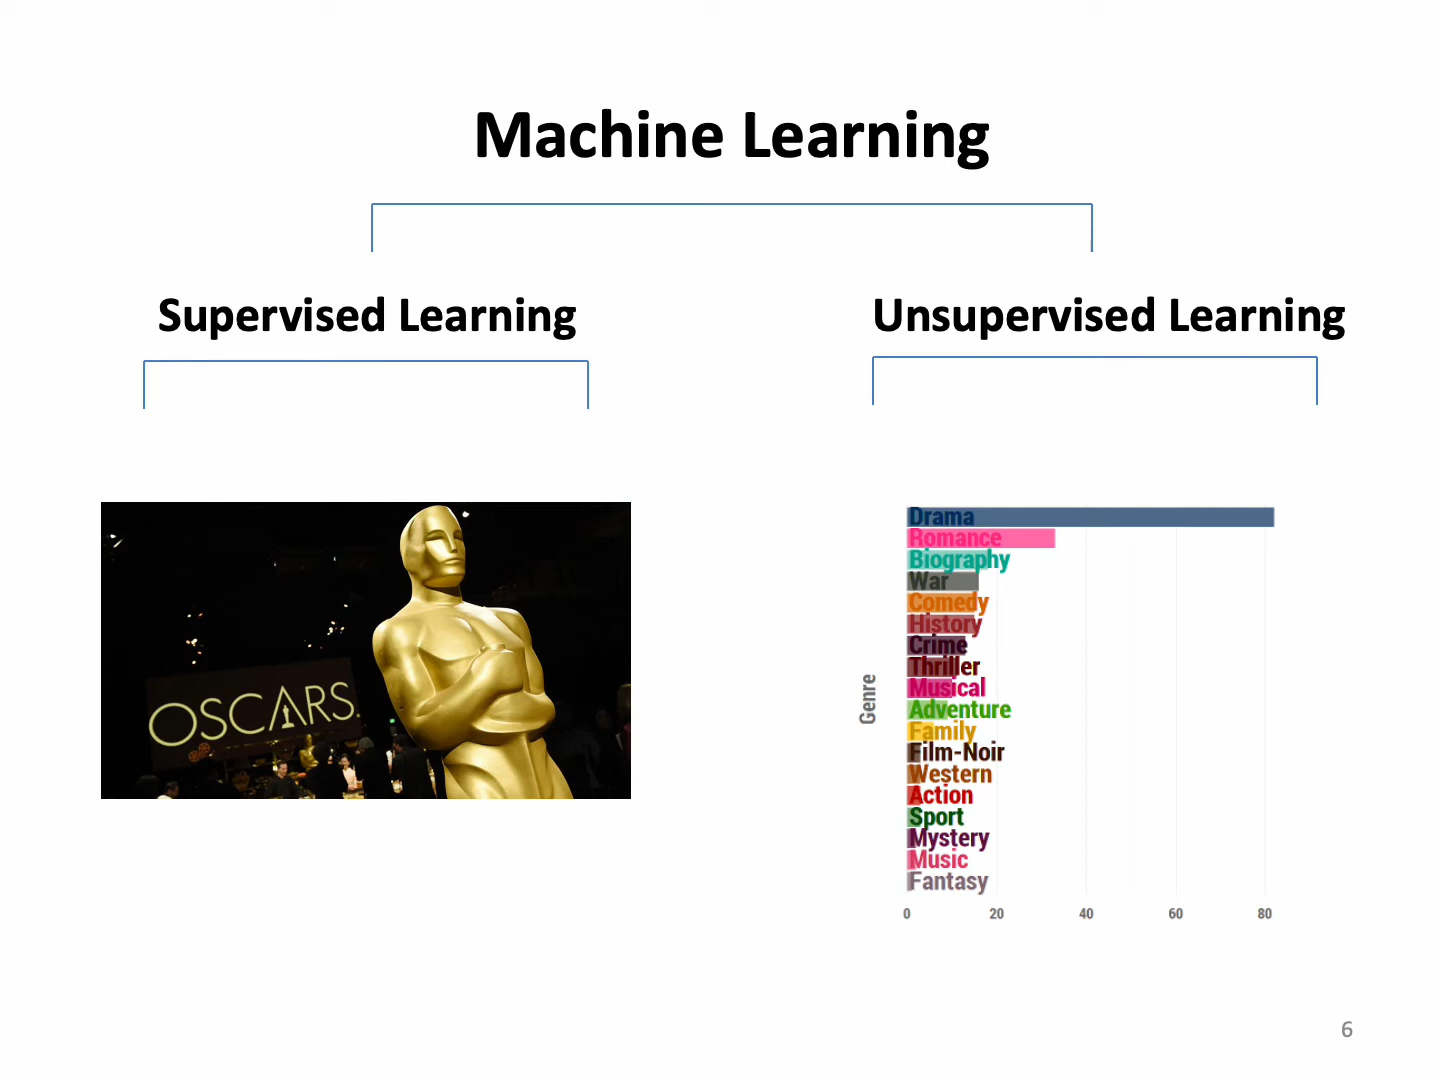 Machine Learning
Supervised Learning
Unsupervised Learning
OSCARS
Drama
Romance
Biography
War
Comedy
History
Crime
Thriller
Musical
Adventure
Family
Film-Noir
Western
Action
Sport
Mystery
Music
Fantasy
Genre
0 20 40 60 80
6